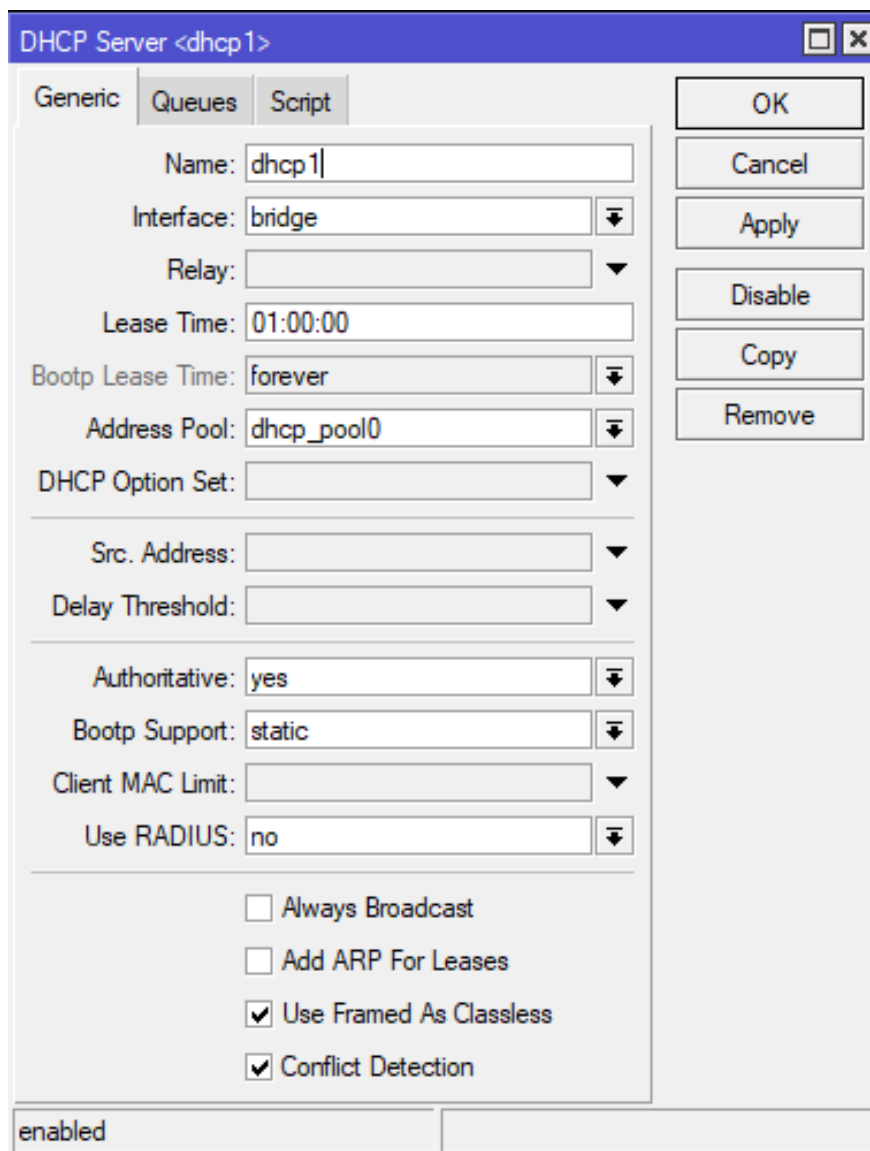 DHCP Server <dhcp1>
Generic Queues Script
OK
Name: dhcp1
Cancel
Interface: bridge
Apply
Relay:
Disable
Lease Time: 01:00:00
Copy
Bootp Lease Time: forever
Remove
Address Pool: dhcp_pool0
DHCP Option Set:
Src. Address:
Delay Threshold:
Authoritative: yes
Bootp Support: static
Client MAC Limit:
Use RADIUS: no
Always Broadcast
Add ARP For Leases
Use Framed As Classless
Conflict Detection
enabled